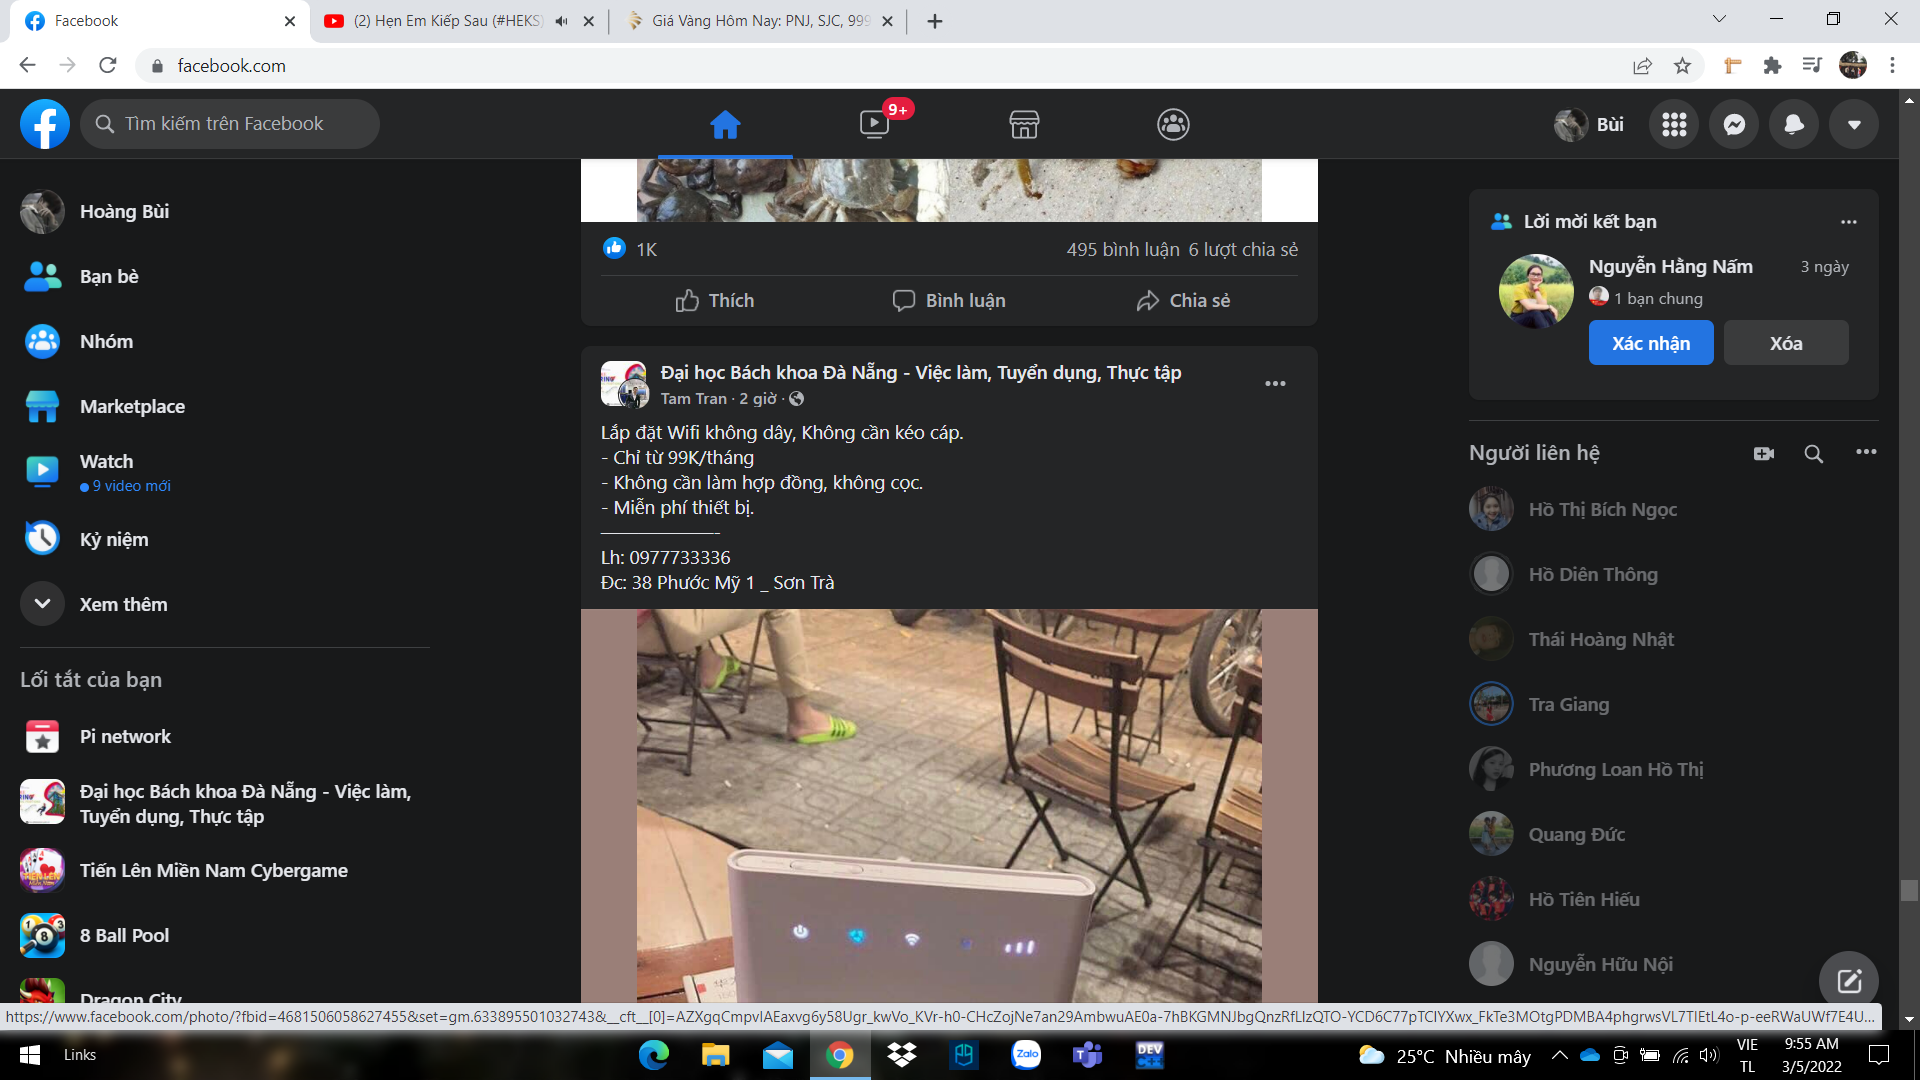 Facebook
(2) Hẹn Em Kiếp Sau (#HEKS)
Giá Vàng Hôm Nay: PNJ, SJC, 999
facebook.com
Tìm kiếm trên Facebook
9+
Bùi
Hoàng Bùi
Bạn bè
Nhóm
Marketplace
Watch
9 video mới
Kỷ niệm
Xem thêm
Lối tắt của bạn
Pi network
Đại học Bách khoa Đà Nẵng - Việc làm,
Tuyển dụng, Thực tập
Tiến Lên Miền Nam Cybergame
8 Ball Pool
Dragon City
1K
495 bình luận 6 lượt chia sẻ
Thích
Bình luận
Chia sẻ
Đại học Bách khoa Đà Nẵng - Việc làm, Tuyển dụng, Thực tập
Tam Tran · 2 giờ ·
Lắp đặt Wifi không dây, Không cần kéo cáp.
- Chỉ từ 99K/tháng
- Không cần làm hợp đồng, không cọc.
- Miễn phí thiết bị.
——————-
Lh: 0977733336
Đc: 38 Phước Mỹ 1 _ Sơn Trà
Lời mời kết bạn
Nguyễn Hằng Nấm
3 ngày
1 bạn chung
Xác nhận
Xóa
Người liên hệ
Hồ Thị Bích Ngọc
Hồ Diên Thông
Thái Hoàng Nhật
Tra Giang
Phương Loan Hồ Thị
Quang Đức
Hồ Tiên Hiếu
Nguyễn Hữu Nội
https://www.facebook.com/photo/?fbid=4681506058627455&set=gm.633895501032743&__cft__[0]=AZXgqCmpvIAEaxvg6y58Ugr_kwVo_KVr-h0-CHcZojNe7an29AmbwuAE0a-7hBKGMNJbgQnzRfLIzQTO-YCD6C77pTCIYXwx_FkTe3MOtgPDMBA4phgrwsVL7TIEtL4o-p-eeRWaUWf7E4U...
Links
Zalo
DEV
C++
25°C Nhiều mây
VIE
TL
9:55 AM
3/5/2022